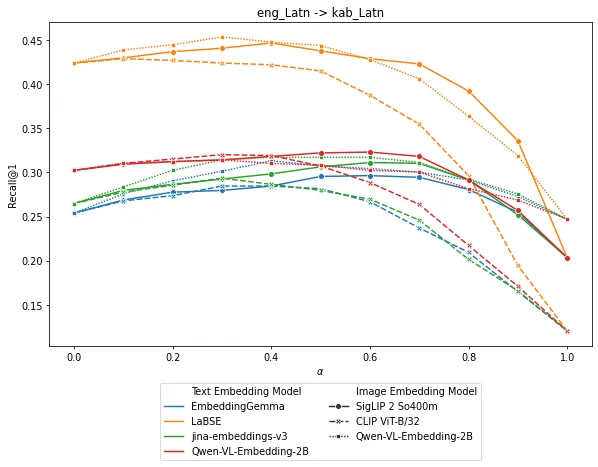 eng_Latn -> kab_Latn
Recall@1
0.45
0.40
0.35
0.30
0.25
0.20
0.15
0.0
0.2
0.4
0.6
0.8
1.0
α
Text Embedding Model
EmbeddingGemma
LaBSE
jina-embeddings-v3
Qwen-VL-Embedding-2B
Image Embedding Model
SigLIP 2 So400m
CLIP ViT-B/32
Qwen-VL-Embedding-2B